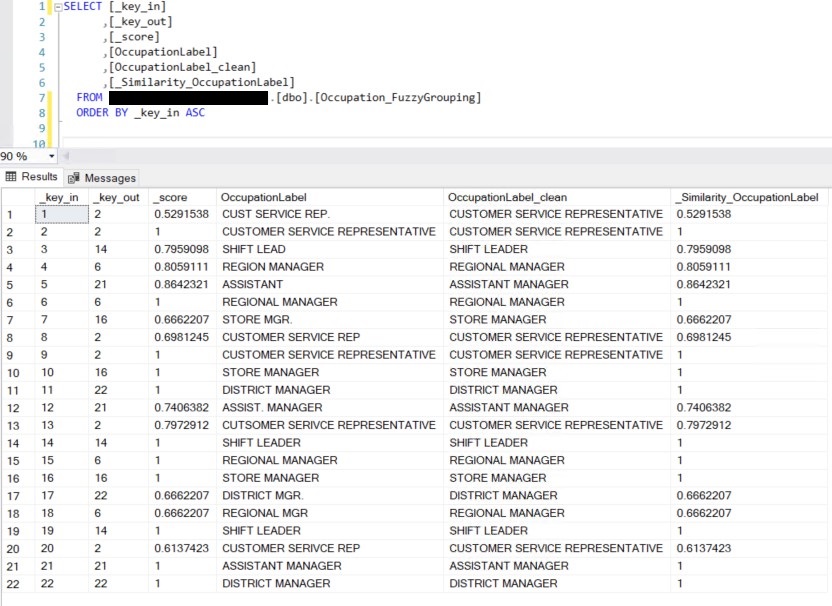 1 SELECT [_key_in]
2 ,[_key_out]
3 ,[_score]
4 ,[OccupationLabel]
5 ,[OccupationLabel_clean]
6 ,[_Similarity_OccupationLabel]
7 FROM .[dbo].[Occupation_FuzzyGrouping]
8 ORDER BY _key_in ASC
9
10
90 %
Results Messages
_key_in _key_out _score OccupationLabel OccupationLabel_clean _Similarity_OccupationLabel
1 1 2 0.5291538 CUST SERVICE REP. CUSTOMER SERVICE REPRESENTATIVE 0.5291538
2 2 2 1 CUSTOMER SERVICE REPRESENTATIVE CUSTOMER SERVICE REPRESENTATIVE 1
3 3 14 0.7959098 SHIFT LEAD SHIFT LEADER 0.7959098
4 4 6 0.8059111 REGION MANAGER REGIONAL MANAGER 0.8059111
5 5 21 0.8642321 ASSISTANT ASSISTANT MANAGER 0.8642321
6 6 6 1 REGIONAL MANAGER REGIONAL MANAGER 1
7 7 16 0.6662207 STORE MGR. STORE MANAGER 0.6662207
8 8 2 0.6981245 CUSTOMER SERVICE REP CUSTOMER SERVICE REPRESENTATIVE 0.6981245
9 9 2 1 CUSTOMER SERVICE REPRESENTATIVE CUSTOMER SERVICE REPRESENTATIVE 1
10 10 16 1 STORE MANAGER STORE MANAGER 1
11 11 22 1 DISTRICT MANAGER DISTRICT MANAGER 1
12 12 21 0.7406382 ASSIST. MANAGER ASSISTANT MANAGER 0.7406382
13 13 2 0.7972912 CUTSOMER SERIVCE REPRESENTATIVE CUSTOMER SERVICE REPRESENTATIVE 0.7972912
14 14 14 1 SHIFT LEADER SHIFT LEADER 1
15 15 6 1 REGIONAL MANAGER REGIONAL MANAGER 1
16 16 16 1 STORE MANAGER STORE MANAGER 1
17 17 22 0.6662207 DISTRICT MGR. DISTRICT MANAGER 0.6662207
18 18 6 0.6662207 REGIONAL MGR REGIONAL MANAGER 0.6662207
19 19 14 1 SHIFT LEADER SHIFT LEADER 1
20 20 2 0.6137423 CUSTOMER SERIVCE REP CUSTOMER SERVICE REPRESENTATIVE 0.6137423
21 21 21 1 ASSISTANT MANAGER ASSISTANT MANAGER 1
22 22 22 1 DISTRICT MANAGER DISTRICT MANAGER 1